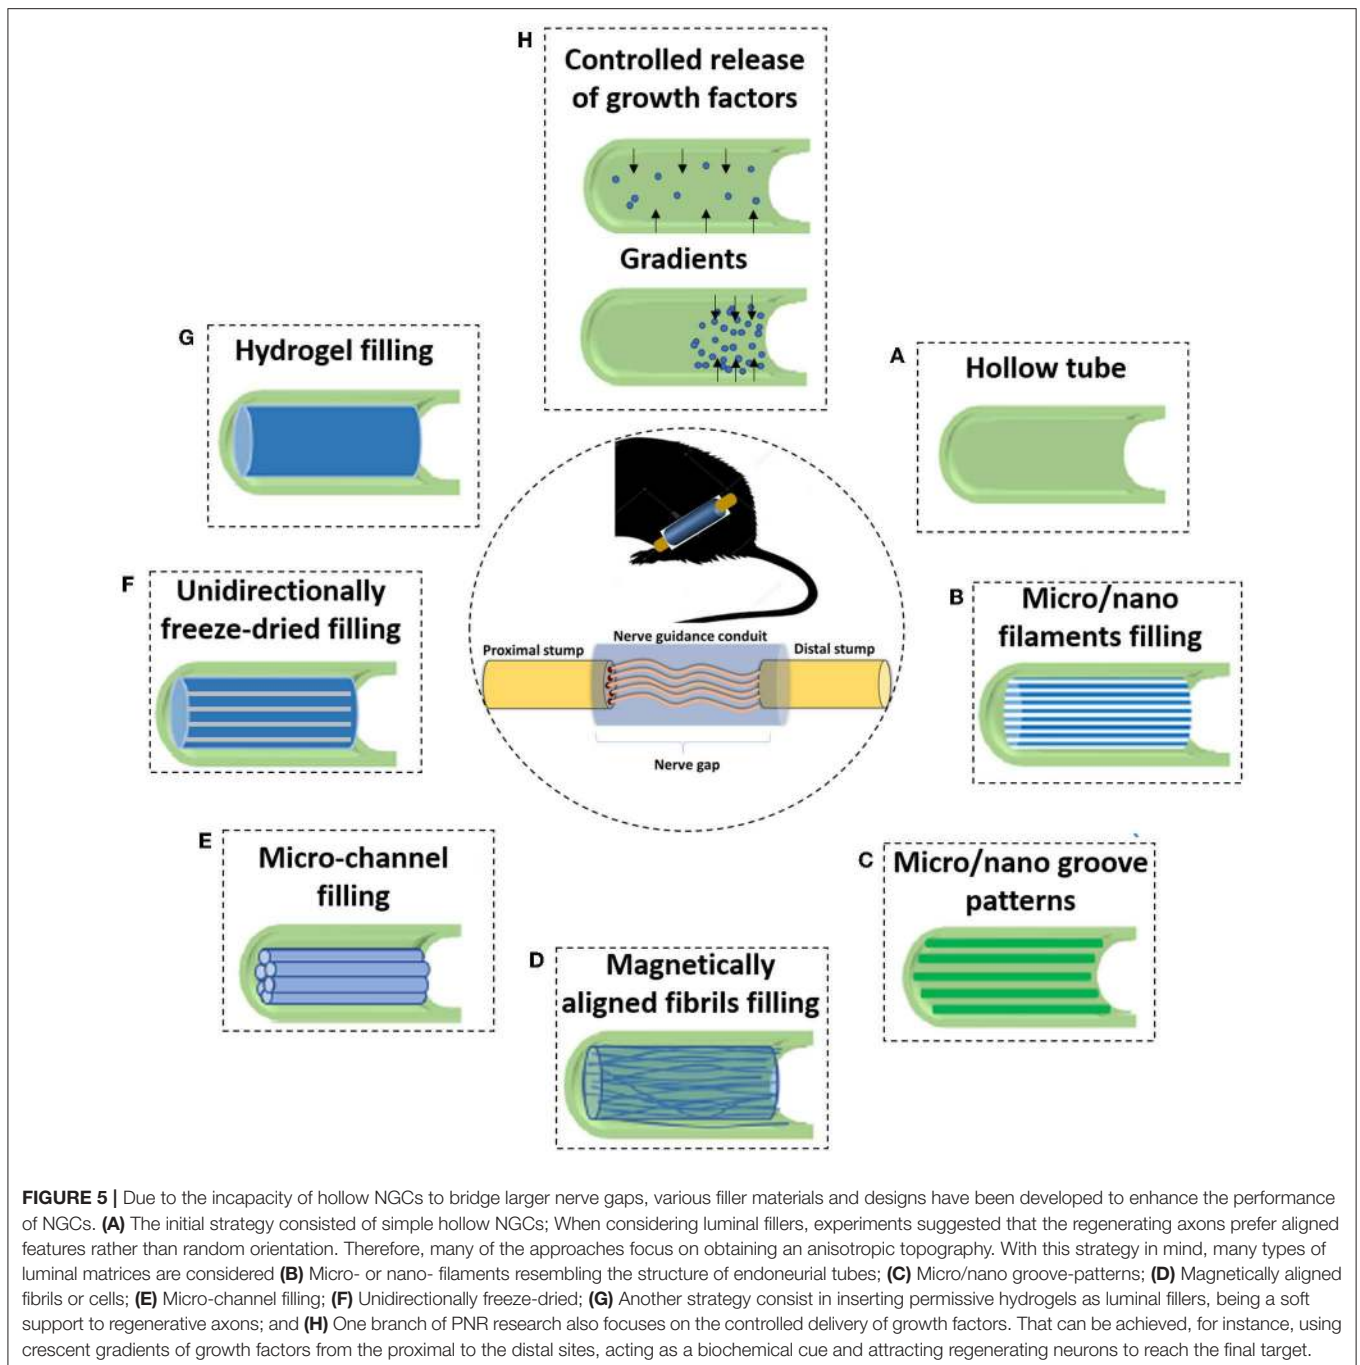 H
Controlled release
of growth factors
Gradients
G
Hydrogel filling
A
Hollow tube
F
Unidirectionally
freeze-dried filling
B
Micro/nano
filaments filling
Nerve guidance conduit
Proximal stump
Distal stump
Nerve gap
E
Micro-channel
filling
C
Micro/nano groove
patterns
D
Magnetically
aligned fibrils filling
FIGURE 5 | Due to the incapacity of hollow NGCs to bridge larger nerve gaps, various filler materials and designs have been developed to enhance the performance
of NGCs. (A) The initial strategy consisted of simple hollow NGCs; When considering luminal fillers, experiments suggested that the regenerating axons prefer aligned
features rather than random orientation. Therefore, many of the approaches focus on obtaining an anisotropic topography. With this strategy in mind, many types of
luminal matrices are considered (B) Micro- or nano- filaments resembling the structure of endoneurial tubes; (C) Micro/nano groove-patterns; (D) Magnetically aligned
fibrils or cells; (E) Micro-channel filling; (F) Unidirectionally freeze-dried; (G) Another strategy consist in inserting permissive hydrogels as luminal fillers, being a soft
support to regenerative axons; and (H) One branch of PNR research also focuses on the controlled delivery of growth factors. That can be achieved, for instance, using
crescent gradients of growth factors from the proximal to the distal sites, acting as a biochemical cue and attracting regenerating neurons to reach the final target.